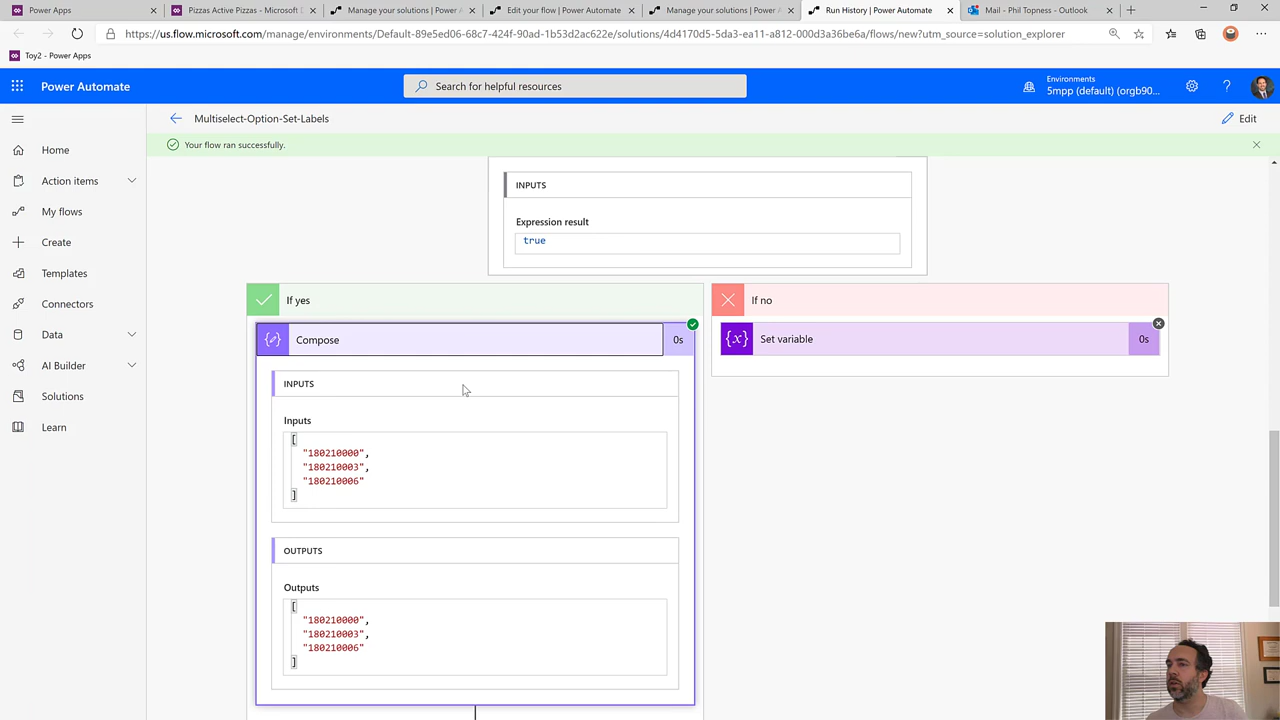 Power Apps
Pizzas Active Pizzas - Microsoft D
Manage your solutions | Power A
Edit your flow | Power Automate
Manage your solutions | Power A
Run History | Power Automate
Mail - Phil Topness - Outlook
https://us.flow.microsoft.com/manage/environments/Default-89e5ed06-68c7-424f-90ad-1b53d2ac622e/solutions/4d4170d5-5da3-ea11-a812-000d3a36be6a/flows/new?utm_source=solution_explorer
Toy2 - Power Apps
Power Automate
Search for helpful resources
Environments
5mpp (default) (orgb90...
?
Multiselect-Option-Set-Labels
Edit
Your flow ran successfully.
Home
Action items
My flows
Create
Templates
Connectors
Data
AI Builder
Solutions
Learn
INPUTS
Expression result
true
If yes
If no
Compose
0s
{x}
Set variable
0s
INPUTS
Inputs
[
"180210000",
"180210003",
"180210006"
]
OUTPUTS
Outputs
[
"180210000",
"180210003",
"180210006"
]